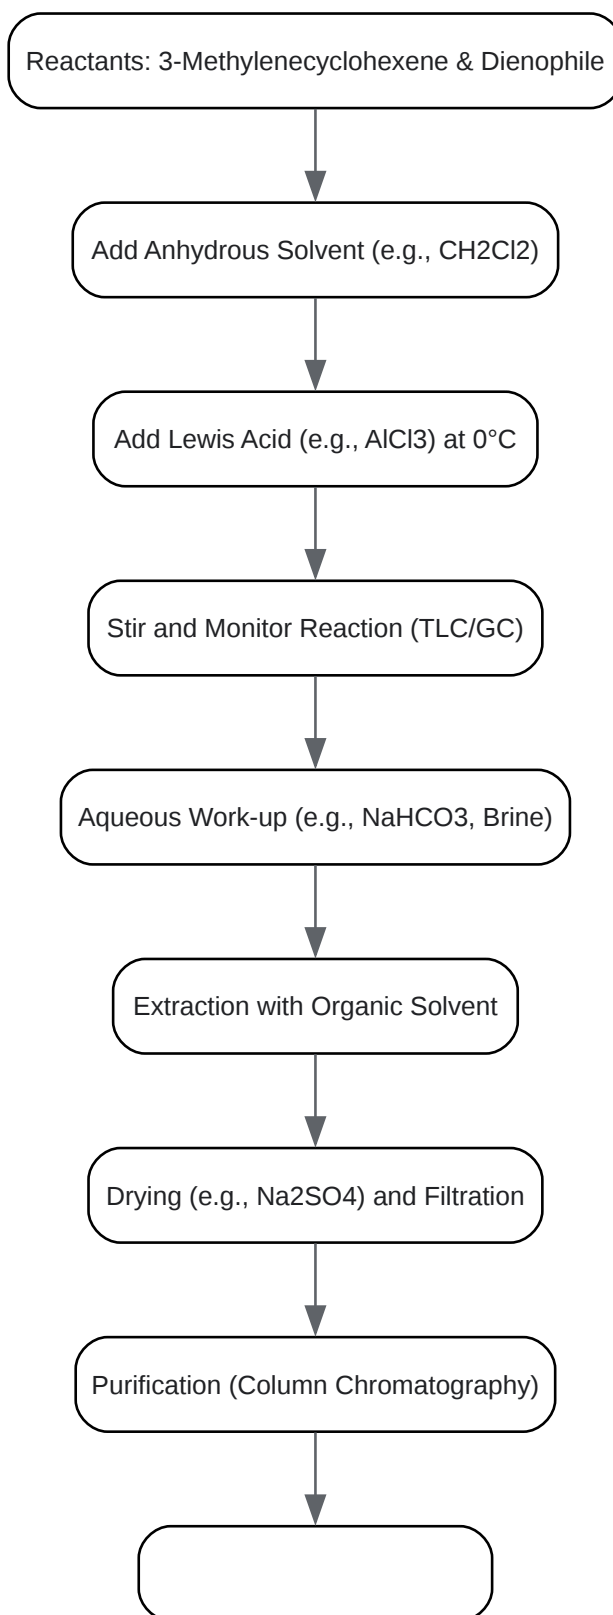 Reactants: 3-Methylenecyclohexene & Dienophile
Add Anhydrous Solvent (e.g., CH2Cl2)
Add Lewis Acid (e.g., AlCl3) at 0°C
Stir and Monitor Reaction (TLC/GC)
Aqueous Work-up (e.g., NaHCO3, Brine)
Extraction with Organic Solvent
Drying (e.g., Na2SO4) and Filtration
Purification (Column Chromatography)